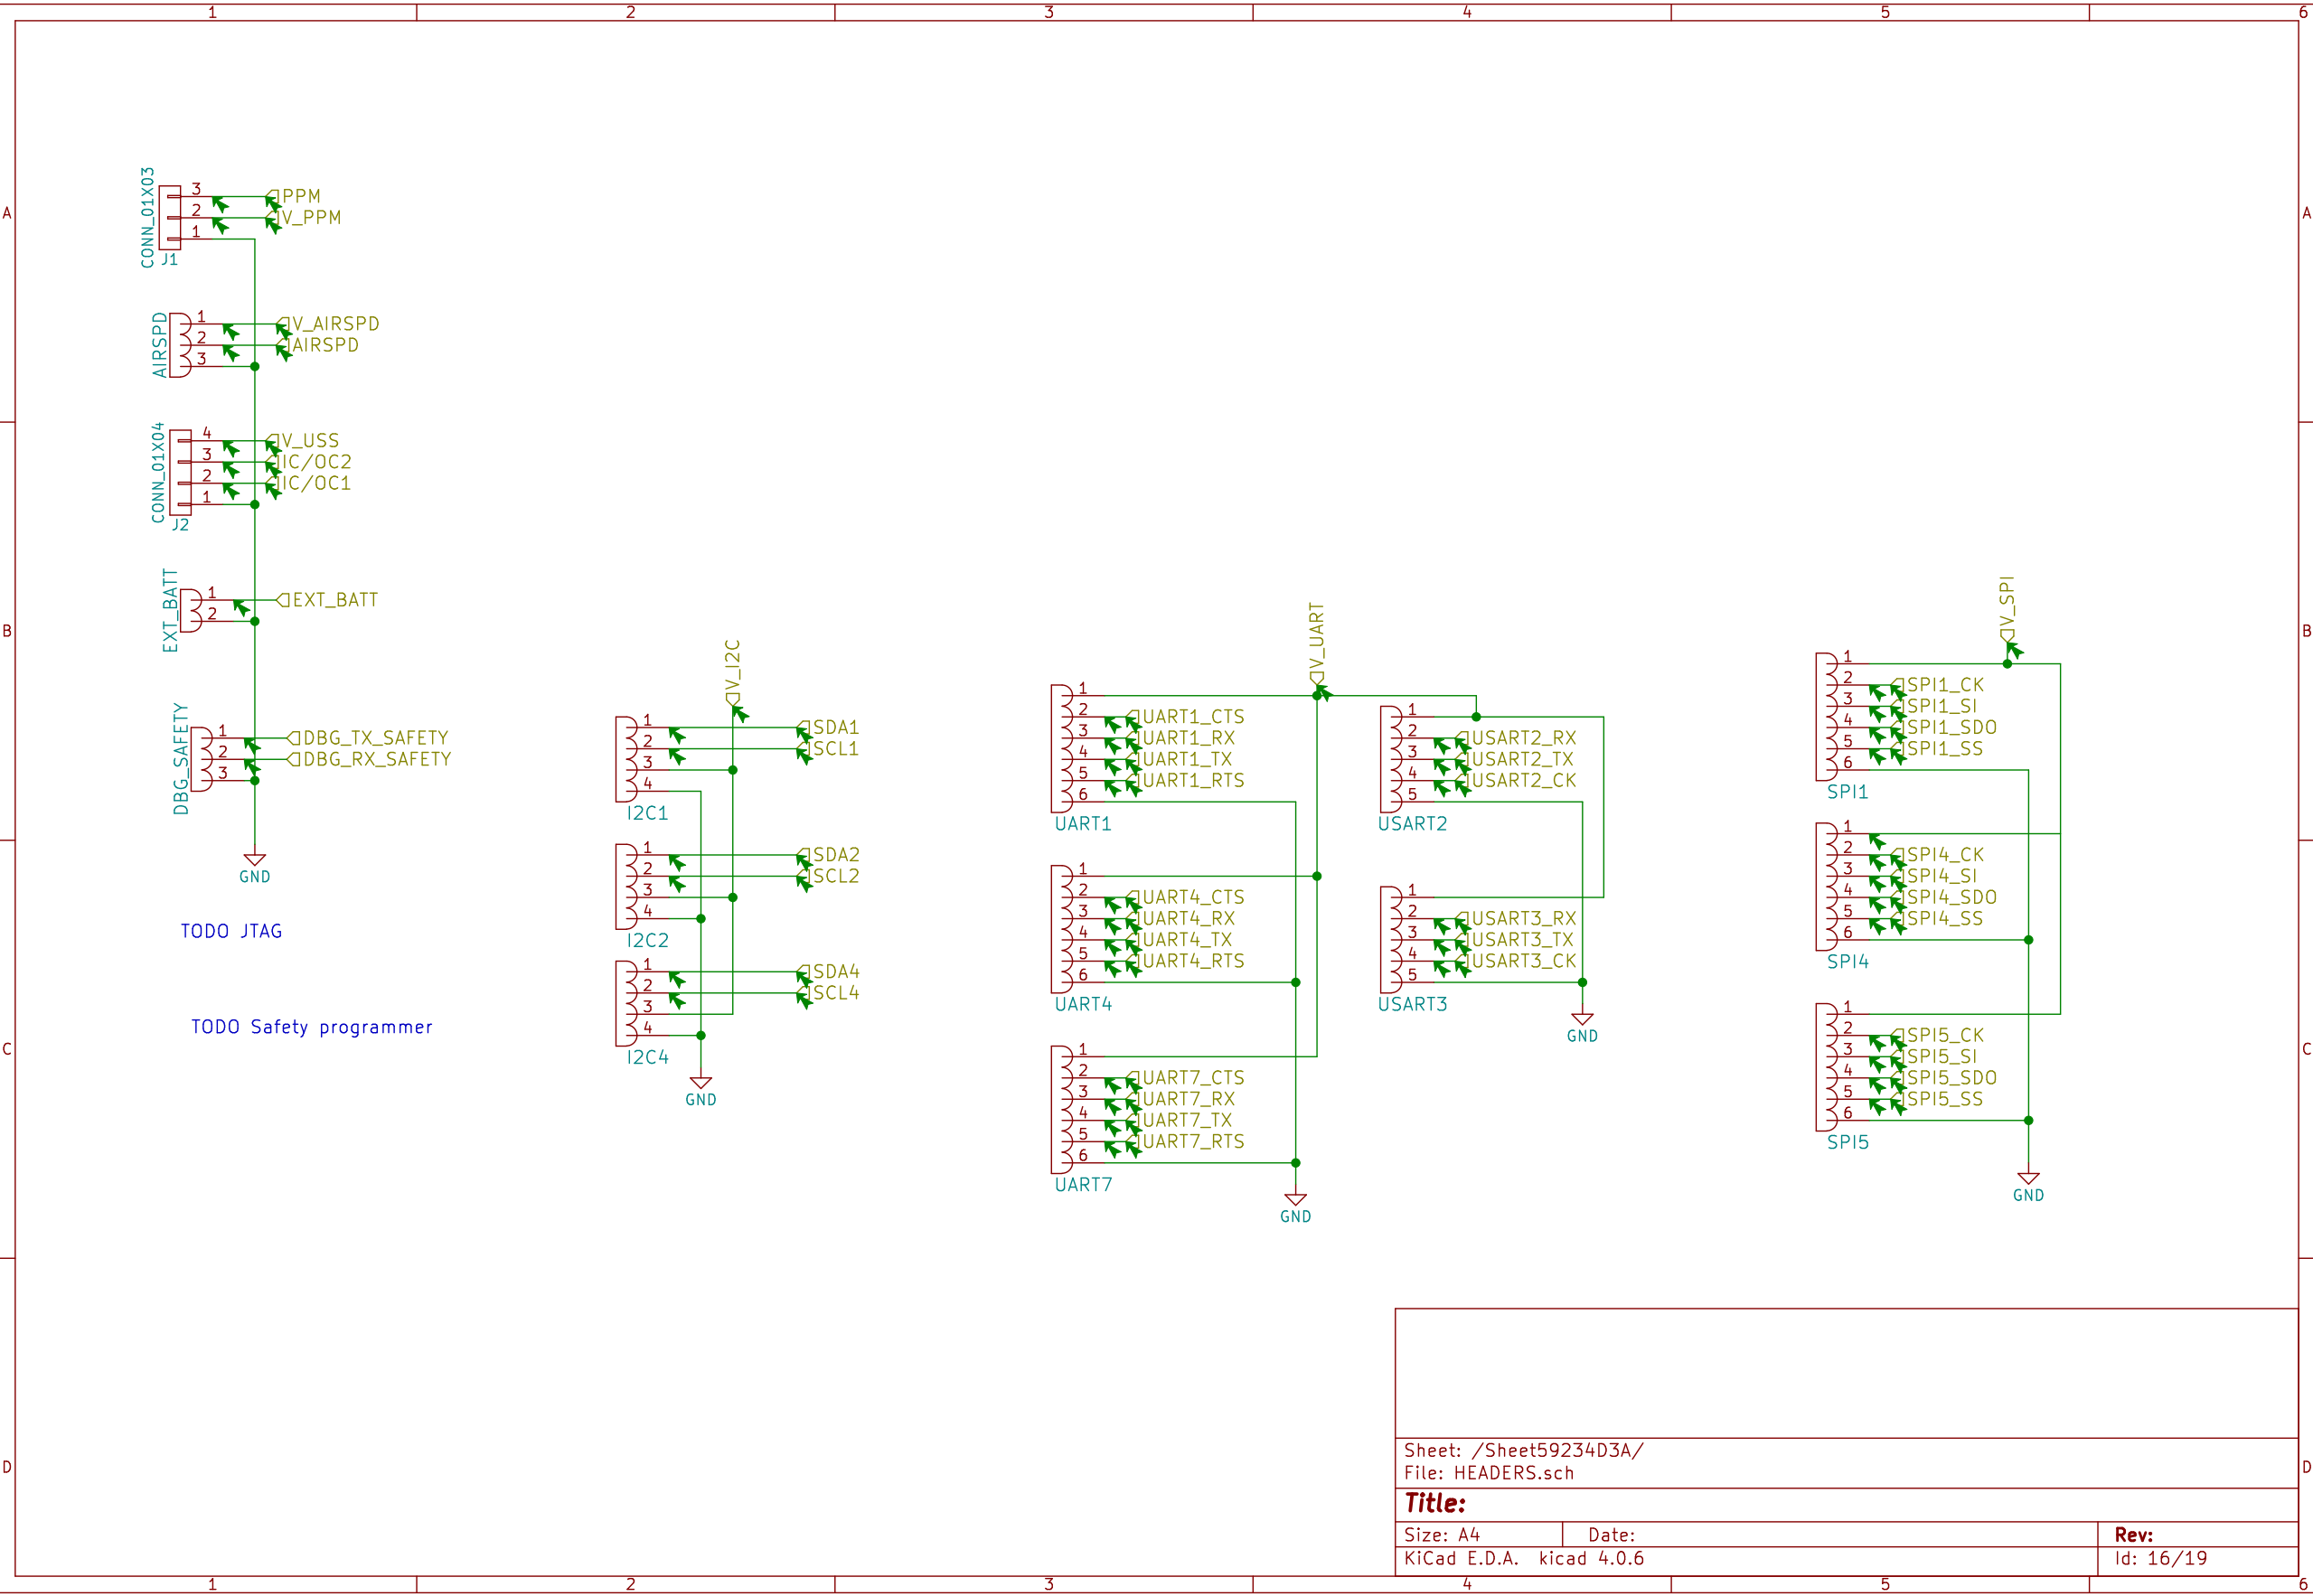 1 2 3 4 5 6
A
B
C
D
A
B
C
D
CONN_01X03
3 PPM
2 V_PPM
1
J1
AIRSPD
1 V_AIRSPD
2 AIRSPD
3
CONN_01X04
4 V_USS
3 IC/OC2
2 IC/OC1
1
J2
EXT_BATT
1 EXT_BATT
2
DBG_SAFETY
1 DBG_TX_SAFETY
2 DBG_RX_SAFETY
3
GND
TODO JTAG
TODO Safety programmer
V_I2C
1 SDA1
2 SCL1
3
4
I2C1
1 SDA2
2 SCL2
3
4
I2C2
1 SDA4
2 SCL4
3
4
I2C4
GND
V_UART
1
2 UART1_CTS
3 UART1_RX
4 UART1_TX
5 UART1_RTS
6
UART1
1
2 UART4_CTS
3 UART4_RX
4 UART4_TX
5 UART4_RTS
6
UART4
1
2 UART7_CTS
3 UART7_RX
4 UART7_TX
5 UART7_RTS
6
UART7
GND
1
2 USART2_RX
3 USART2_TX
4 USART2_CK
5
USART2
1
2 USART3_RX
3 USART3_TX
4 USART3_CK
5
USART3
GND
V_SPI
1
2 SPI1_CK
3 SPI1_SI
4 SPI1_SDO
5 SPI1_SS
6
SPI1
1
2 SPI4_CK
3 SPI4_SI
4 SPI4_SDO
5 SPI4_SS
6
SPI4
1
2 SPI5_CK
3 SPI5_SI
4 SPI5_SDO
5 SPI5_SS
6
SPI5
GND
Sheet: /Sheet59234D3A/
File: HEADERS.sch
Title:
Size: A4 Date: Rev:
KiCad E.D.A. kicad 4.0.6 Id: 16/19
1 2 3 4 5 6